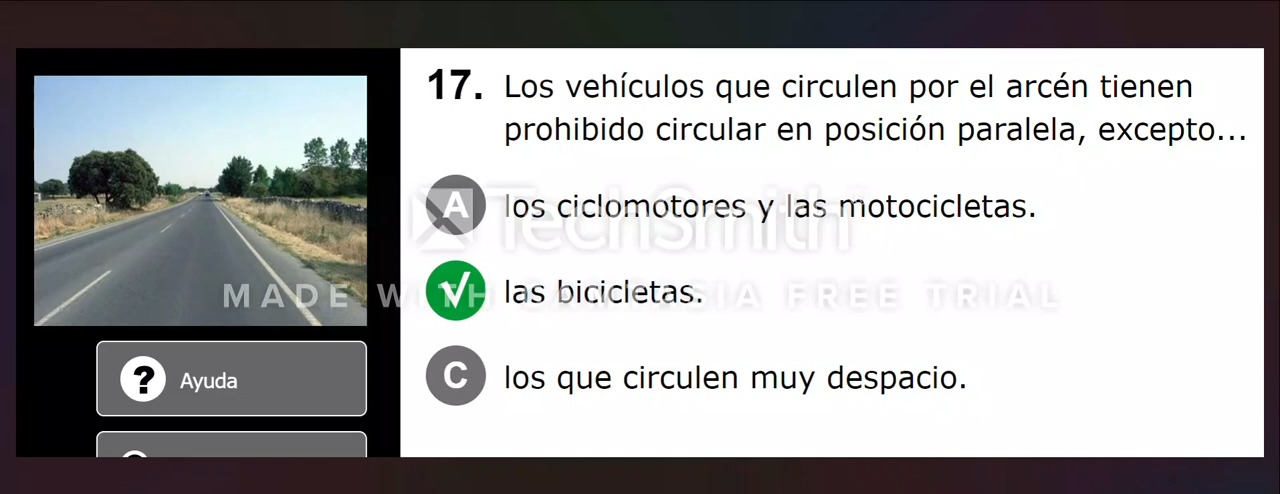 17. Los vehículos que circulen por el arcén tienen
prohibido circular en posición paralela, excepto...
A los ciclomotores y las motocicletas.
las bicicletas.
C los que circulen muy despacio.
? Ayuda
TechSmith
MADE WITH CAMTASIA FREE TRIAL